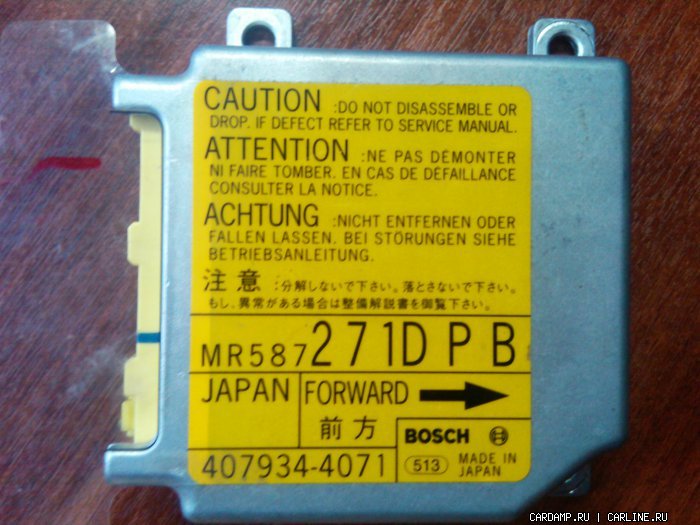 CAUTION :DO NOT DISASSEMBLE OR
DROP. IF DEFECT REFER TO SERVICE MANUAL.
ATTENTION :NE PAS DÉMONTER
NI FAIRE TOMBER. EN CAS DE DÉFAILLANCE
CONSULTER LA NOTICE.
ACHTUNG :NICHT ENTFERNEN ODER
FALLEN LASSEN. BEI STÖRUNGEN SIEHE
BETRIEBSANLEITUNG.
注意 :分解しないで下さい。落とさないで下さい。
もし、異常がある場合は整備解説書を御覧下さい。
MR587271D P B
JAPAN FORWARD
前方
BOSCH
407934-4071
513 MADE IN
JAPAN
CARDAMP.RU | CARLINE.RU